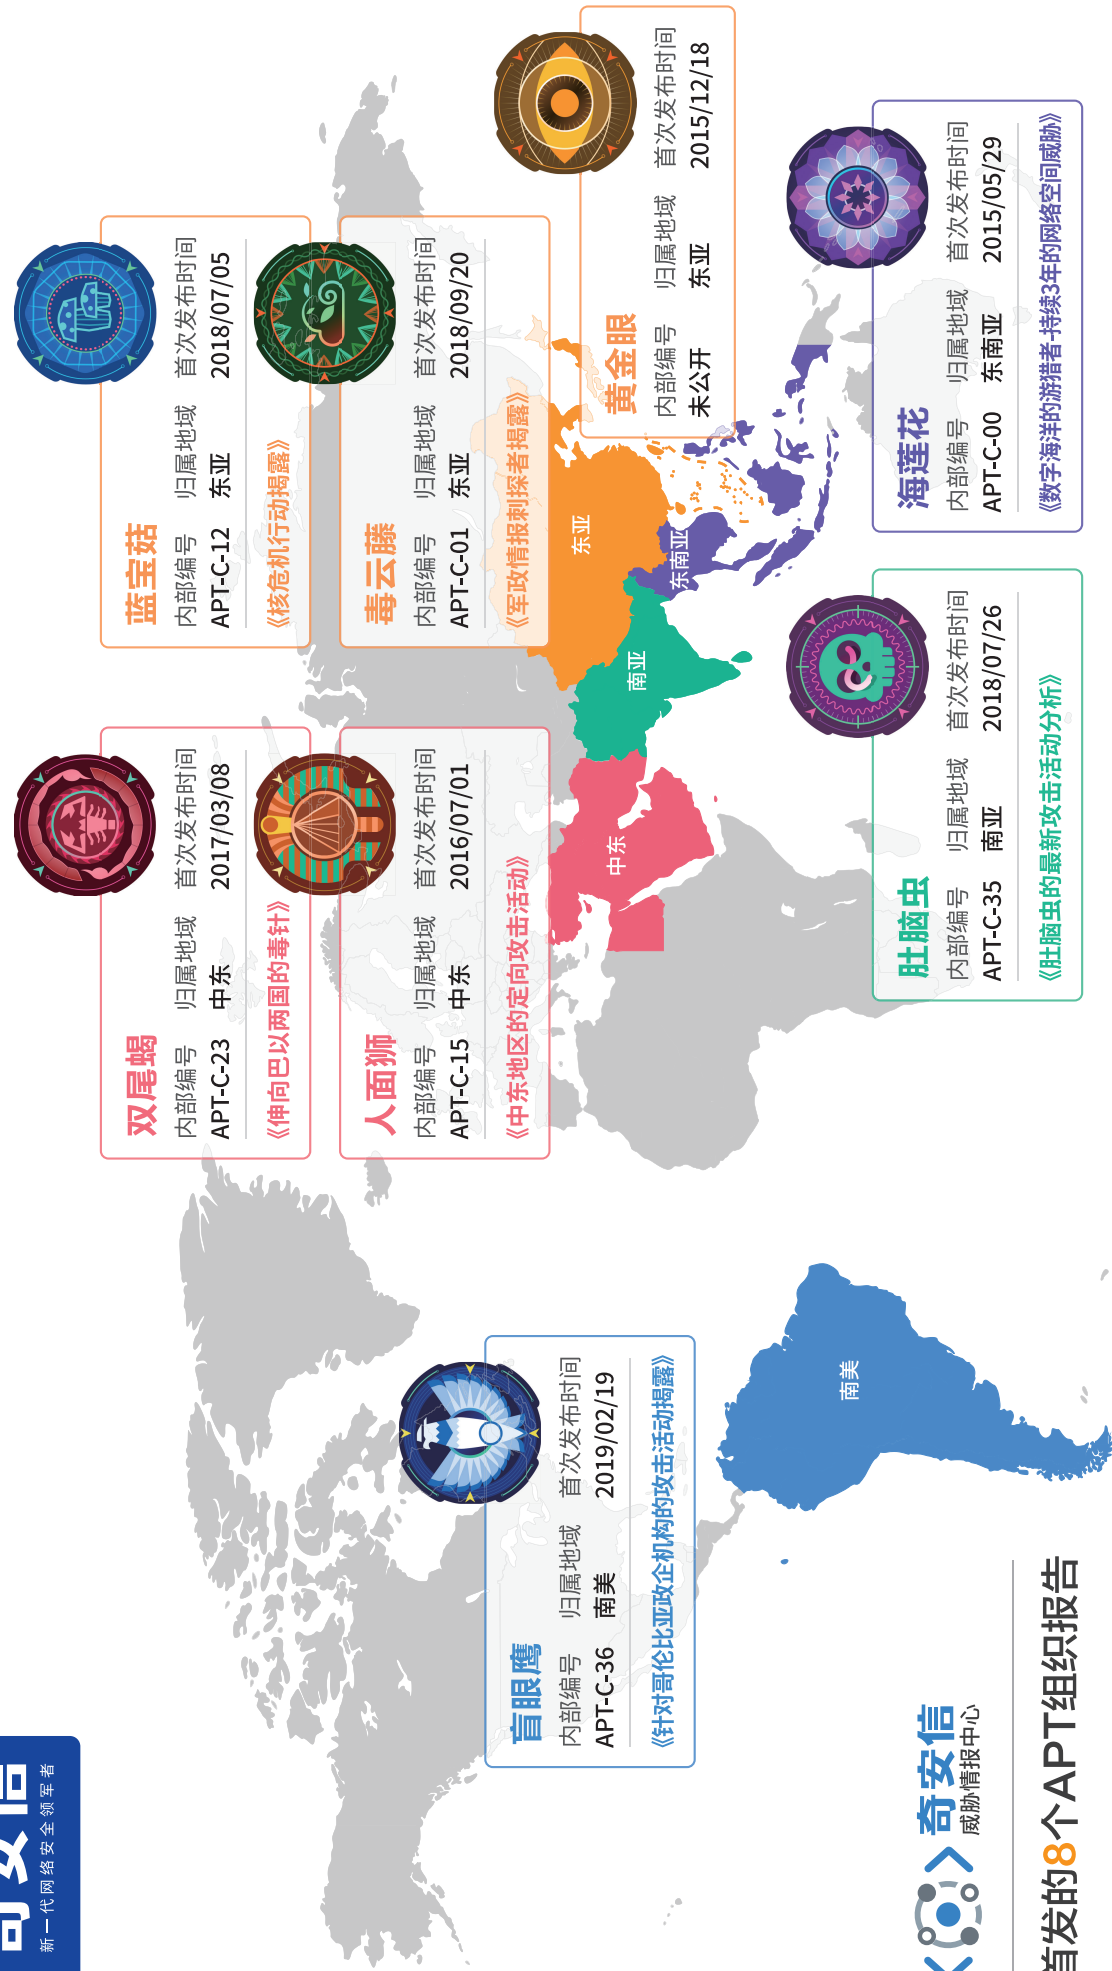 奇安信
新一代网络安全领军者
奇安信
威胁情报中心
首发的8个APT组织报告
盲眼鹰
内部编号 归属地域 首次发布时间
APT-C-36 南美 2019/02/19
《针对哥伦比亚政企机构的攻击活动揭露》
双尾蝎
内部编号 归属地域 首次发布时间
APT-C-23 中东 2017/03/08
《伸向巴以两国的毒针》
人面狮
内部编号 归属地域 首次发布时间
APT-C-15 中东 2016/07/01
《中东地区的定向攻击活动》
蓝宝菇
内部编号 归属地域 首次发布时间
APT-C-12 东亚 2018/07/05
《核危机行动揭露》
毒云藤
内部编号 归属地域 首次发布时间
APT-C-01 东亚 2018/09/20
《军政情报刺探者揭露》
黄金眼
内部编号 归属地域 首次发布时间
未公开 东亚 2015/12/18
肚脑虫
内部编号 归属地域 首次发布时间
APT-C-35 南亚 2018/07/26
《肚脑虫的最新攻击活动分析》
海莲花
内部编号 归属地域 首次发布时间
APT-C-00 东南亚 2015/05/29
《数字海洋的游猎者-持续3年的网络空间威胁》
南美
中东
南亚
东亚
东南亚